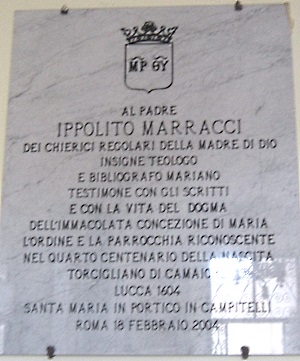 MP ΘY
AL PADRE
IPPOLITO MARRACCI
DEI CHIERICI REGOLARI DELLA MADRE DI DIO
INSIGNE TEOLOGO
E BIBLIOGRAFO MARIANO
TESTIMONE CON GLI SCRITTI
E CON LA VITA DEL DOGMA
DELL'IMMACOLATA CONCEZIONE DI MARIA
L'ORDINE E LA PARROCCHIA RICONOSCENTE
NEL QUARTO CENTENARIO DELLA NASCITA
TORCIGLIANO DI
LUCCA 1604
SANTA MARIA IN PORTICO IN CAMPITELLI
ROMA 18 FEBBRAIO 2004